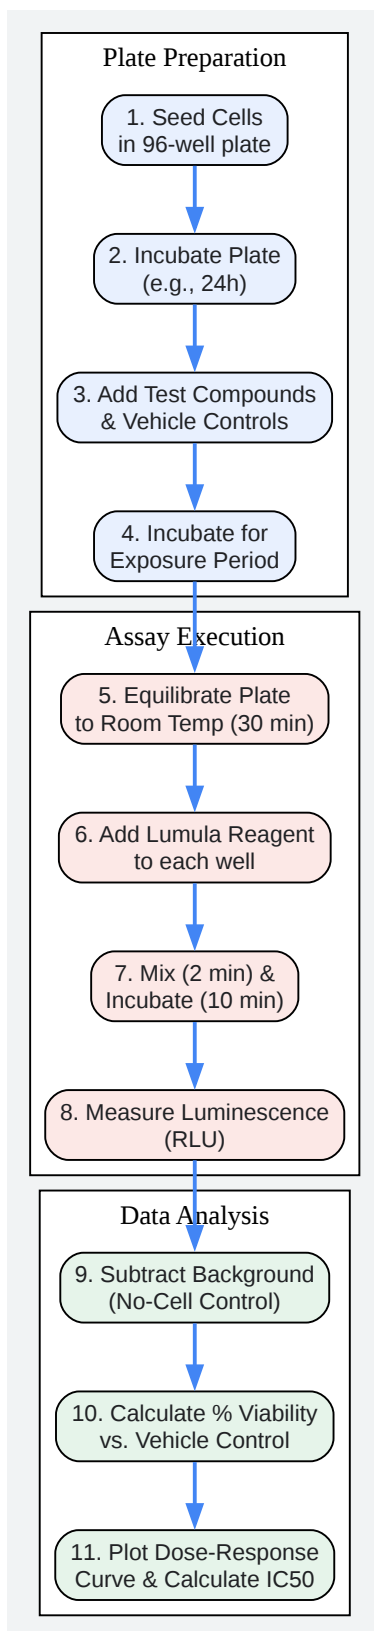 Plate Preparation
1. Seed Cells
in 96-well plate
2. Incubate Plate
(e.g., 24h)
3. Add Test Compounds
& Vehicle Controls
4. Incubate for
Exposure Period
Assay Execution
5. Equilibrate Plate
to Room Temp (30 min)
6. Add Lumula Reagent
to each well
7. Mix (2 min) &
Incubate (10 min)
8. Measure Luminescence
(RLU)
Data Analysis
9. Subtract Background
(No-Cell Control)
10. Calculate % Viability
vs. Vehicle Control
11. Plot Dose-Response
Curve & Calculate IC50